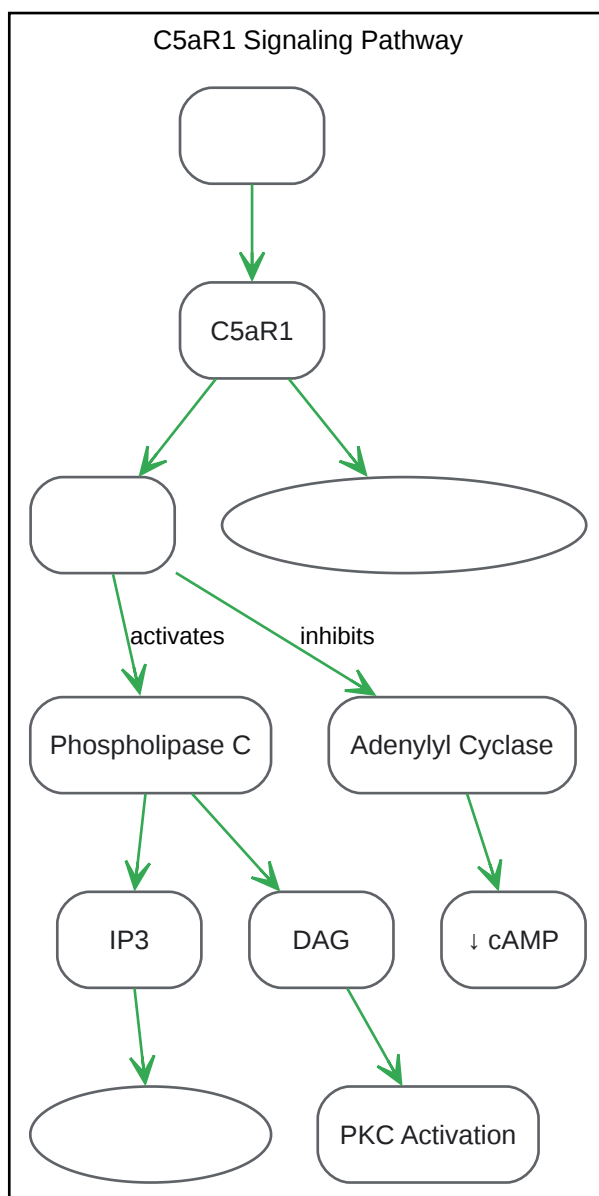 C5aR1 Signaling Pathway
C5aR1
activates
inhibits
Phospholipase C
Adenylyl Cyclase
IP3
DAG
↓ cAMP
PKC Activation